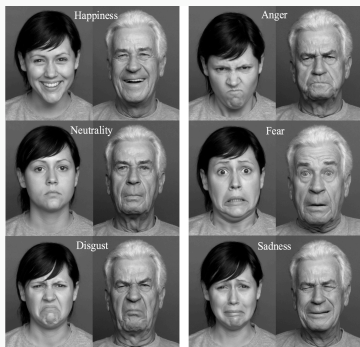 Happiness
Anger
Neutrality
Fear
Disgust
Sadness